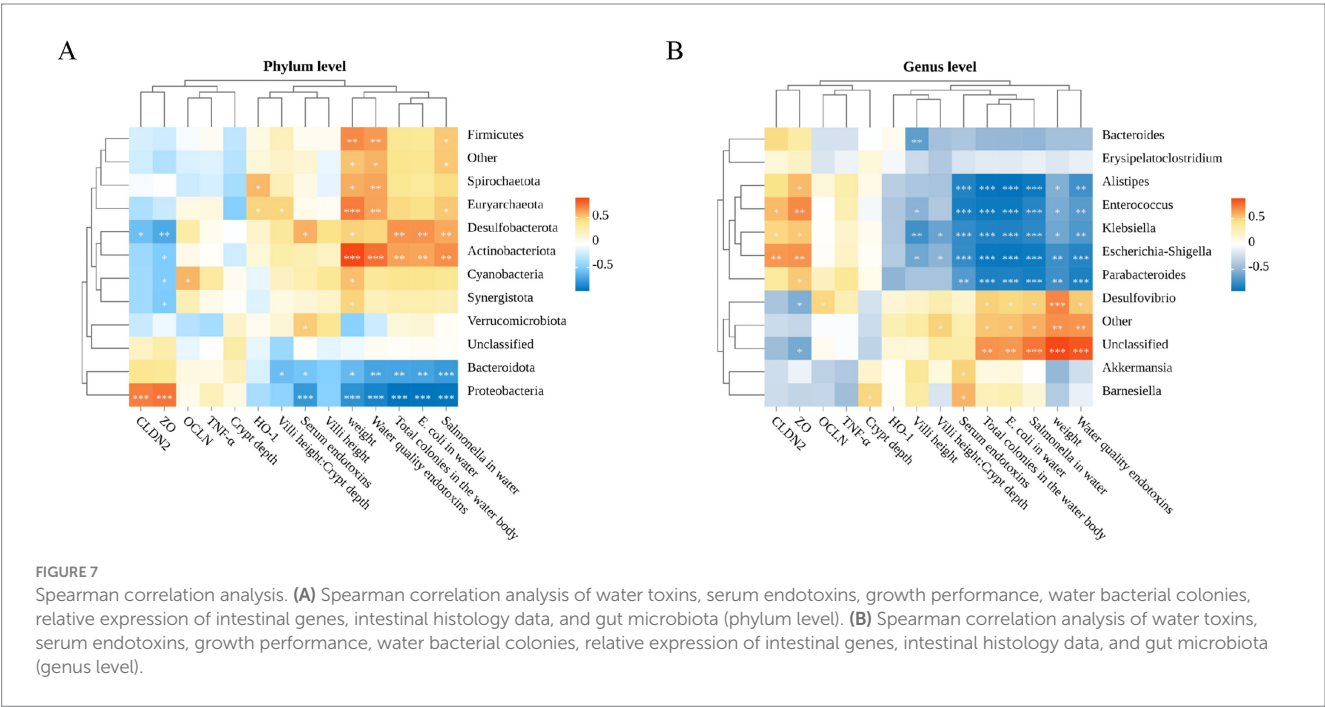 A
Phylum level
Firmicutes
Other
Spirochaetota
Euryarchaeota
Desulfobacterota
Actinobacteriota
Cyanobacteria
Synergistota
Verrucomicrobiota
Unclassified
Bacteroidota
Proteobacteria
** ** *
* * *
* * **
* * *** ** *
* ** * * ** ** **
* *** *** ** ** **
* *
* *
*
* * * ** ** ** ***
*** *** *** *** *** *** *** ***
0.5
0
-0.5
CLDN2
ZO
OCLN
TNF-α
Crypt depth
HO-1
Villi height:Crypt depth
Serum endotoxins
Villi height
weight
Water quality endotoxins
Total colonies in the water body
E. coli in water
Salmonella in water
B
Genus level
Bacteroides
Erysipelatoclostridium
Alistipes
Enterococcus
Klebsiella
Escherichia-Shigella
Parabacteroides
Desulfovibrio
Other
Unclassified
Akkermansia
Barnesiella
**
* *** *** *** *** * **
* ** * *** *** *** *** * **
* * ** * *** *** *** *** * **
** ** * * *** *** *** *** ** ***
* ** *** *** *** ** ***
* * * * * *** *
* * * * ** **
* ** ** *** *** ***
*
* *
0.5
0
-0.5
CLDN2
ZO
OCLN
TNF-α
Crypt depth
HO-1
Villi height
Villi height:Crypt depth
Serum endotoxins
Total colonies in the water body
E. coli in water
Salmonella in water
weight
Water quality endotoxins
FIGURE 7
Spearman correlation analysis. (A) Spearman correlation analysis of water toxins, serum endotoxins, growth performance, water bacterial colonies,
relative expression of intestinal genes, intestinal histology data, and gut microbiota (phylum level). (B) Spearman correlation analysis of water toxins,
serum endotoxins, growth performance, water bacterial colonies, relative expression of intestinal genes, intestinal histology data, and gut microbiota
(genus level).